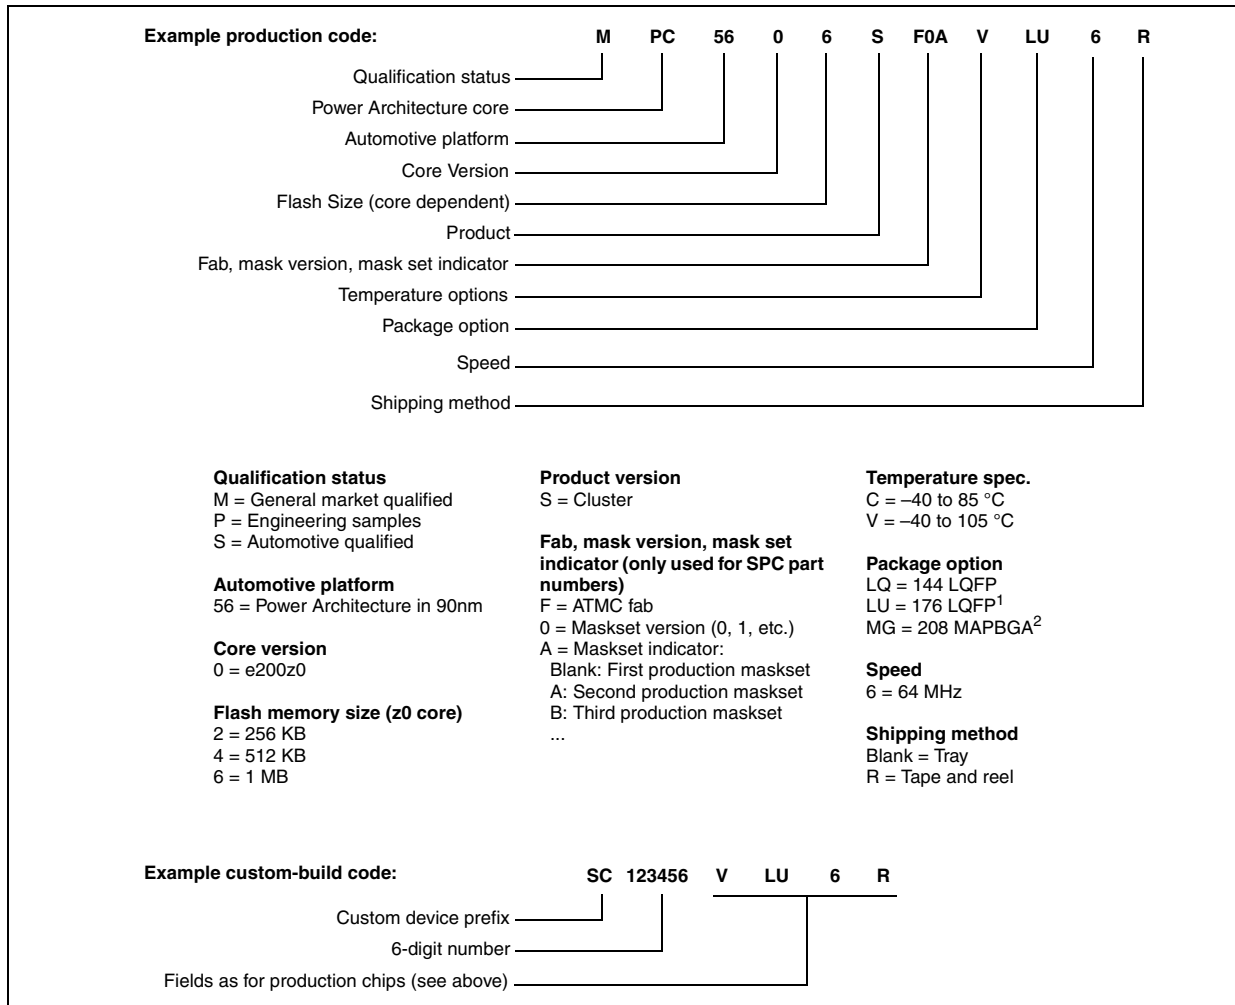 Example production code: M PC 56 0 6 S F0A V LU 6 R
Qualification status
Power Architecture core
Automotive platform
Core Version
Flash Size (core dependent)
Product
Fab, mask version, mask set indicator
Temperature options
Package option
Speed
Shipping method
Qualification status
M = General market qualified
P = Engineering samples
S = Automotive qualified
Automotive platform
56 = Power Architecture in 90nm
Core version
0 = e200z0
Flash memory size (z0 core)
2 = 256 KB
4 = 512 KB
6 = 1 MB
Product version
S = Cluster
Fab, mask version, mask set
indicator (only used for SPC part
numbers)
F = ATMC fab
0 = Maskset version (0, 1, etc.)
A = Maskset indicator:
Blank: First production maskset
A: Second production maskset
B: Third production maskset
...
Temperature spec.
C = –40 to 85 °C
V = –40 to 105 °C
Package option
LQ = 144 LQFP
LU = 176 LQFP1
MG = 208 MAPBGA2
Speed
6 = 64 MHz
Shipping method
Blank = Tray
R = Tape and reel
Example custom-build code: SC 123456 V LU 6 R
Custom device prefix
6-digit number
Fields as for production chips (see above)